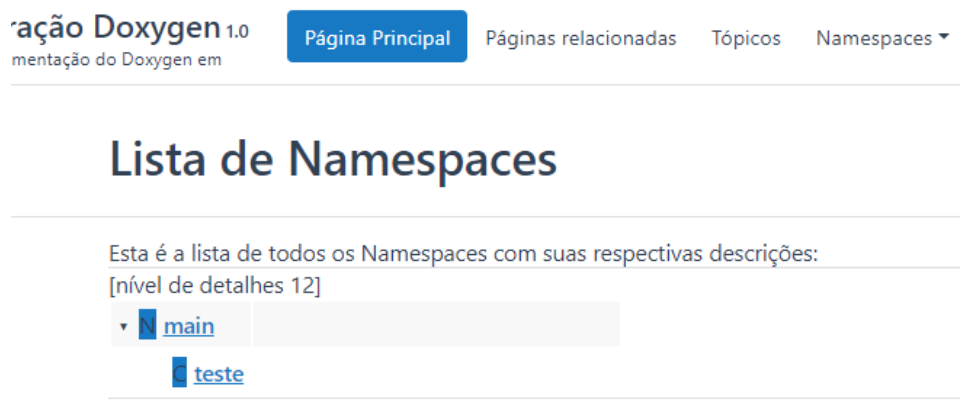 ração Doxygen 1.0
mentação do Doxygen em
Página Principal Páginas relacionadas Tópicos Namespaces
Lista de Namespaces
Esta é a lista de todos os Namespaces com suas respectivas descrições:
[nível de detalhes 12]
N main
C teste